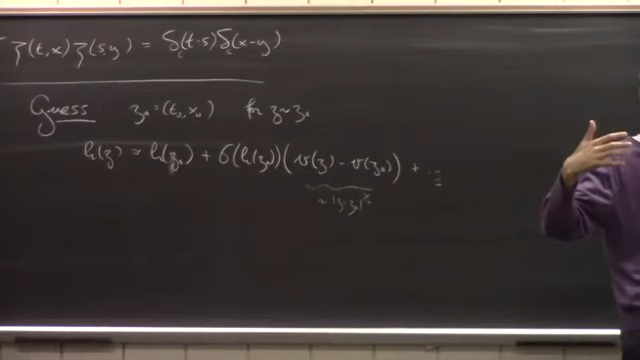 ξ(t,x) ξ(s,y) = δ(t-s) δ(x-y)
Guess: z₀ = (t₀, x₀) for z ≈ z₀
h(z) ≈ h(z₀) + σ(h(z₀)) (v(z) - v(z₀)) + ...
~ |z-z₀|^½